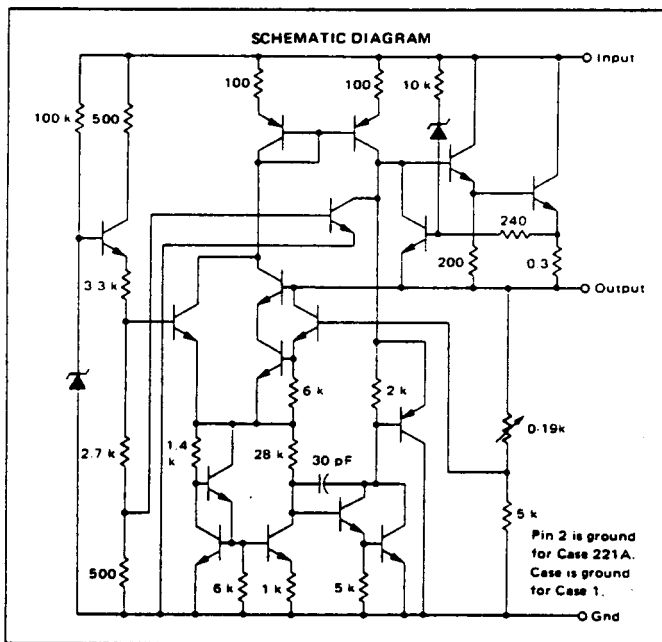 SCHEMATIC DIAGRAM
Input
100
100
10 k
100 k
500
240
200
0.3
3.3 k
Output
6 k
2 k
0-19k
2.7 k
1.4
k
28 k
30 pF
5 k
500
6 k
1 k
5 k
Pin 2 is ground
for Case 221A.
Case is ground
for Case 1.
Gnd